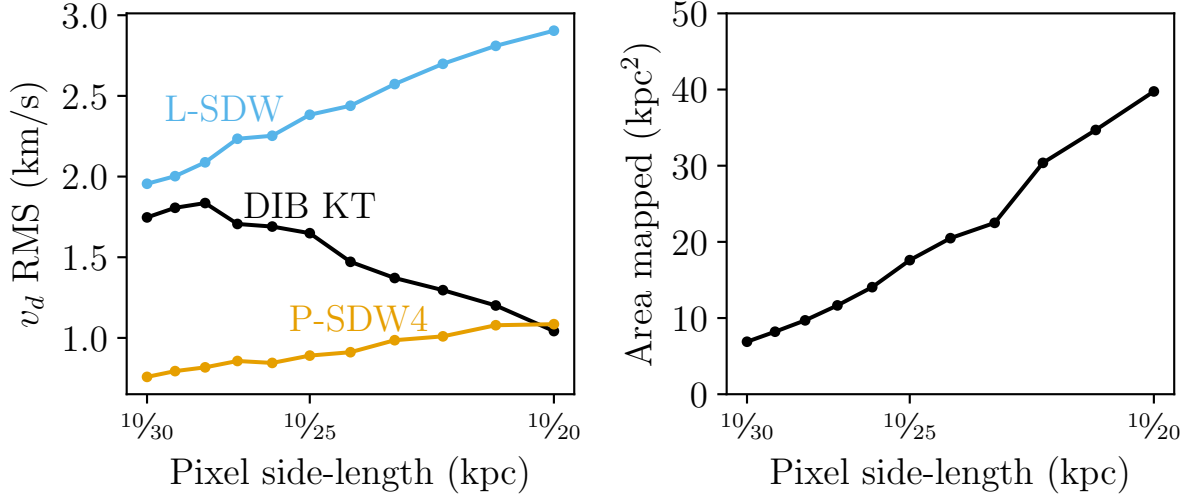 3.0
2.5
2.0
1.5
1.0
v_d RMS (km/s)
L-SDW
DIB KT
P-SDW4
10/30
10/25
10/20
Pixel side-length (kpc)
50
40
30
20
10
0
Area mapped (kpc²)
10/30
10/25
10/20
Pixel side-length (kpc)